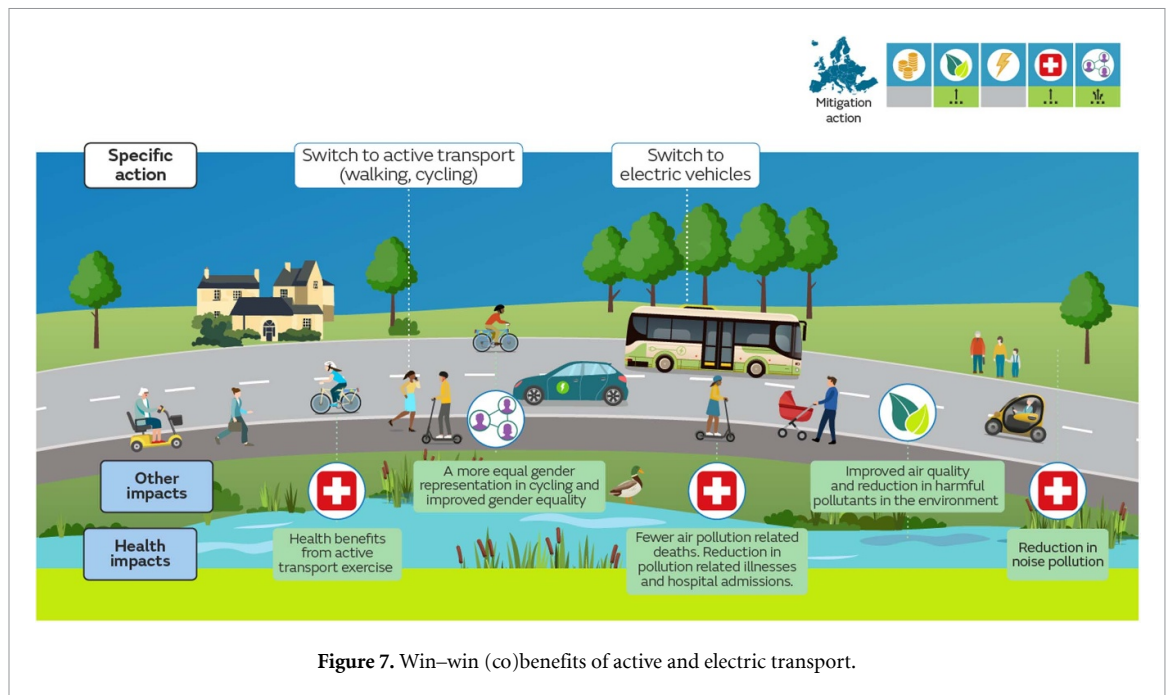 Mitigation
action
Specific
action
Switch to active transport
(walking, cycling)
Switch to
electric vehicles
Other
impacts
A more equal gender
representation in cycling and
improved gender equality
Improved air quality
and reduction in harmful
pollutants in the environment
Health
impacts
Health benefits
from active
transport exercise
Fewer air pollution related
deaths. Reduction in
pollution related illnesses
and hospital admissions.
Reduction in
noise pollution
Figure 7. Win–win (co)benefits of active and electric transport.